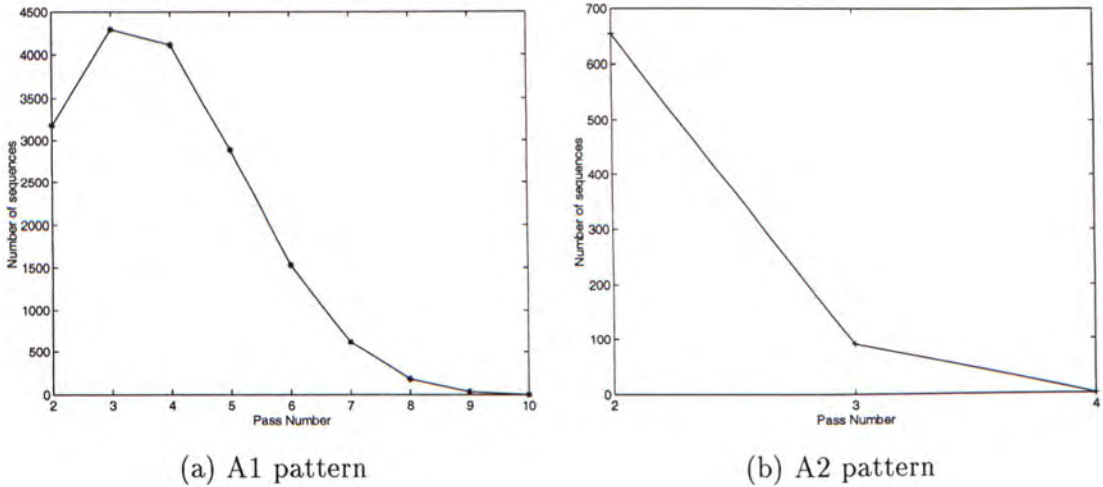 4500
4000
3500
3000
2500
2000
1500
1000
500
0
Number of sequences
2 3 4 5 6 7 8 9 10
Pass Number
(a) A1 pattern
700
600
500
400
300
200
100
0
Number of sequences
2 3 4
Pass Number
(b) A2 pattern